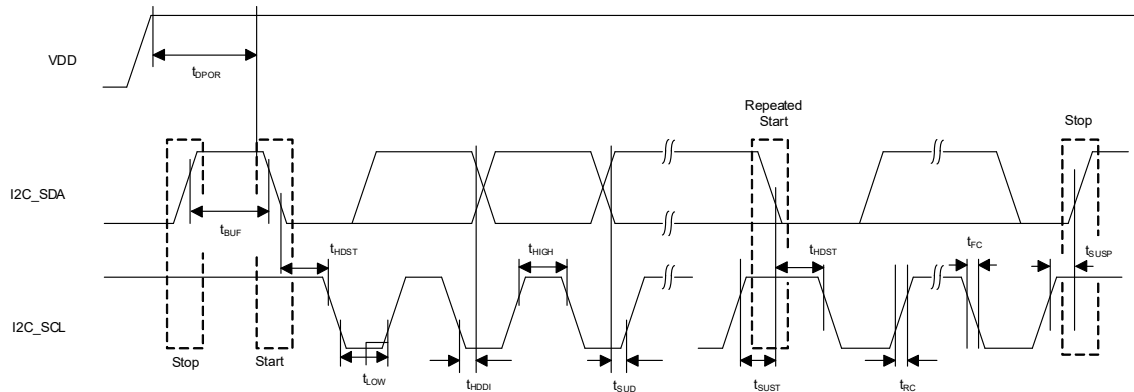 VDD
tDPOR
Repeated
Start
Stop
I2C_SDA
tBUF
tHDST
tHIGH
tHDST
tFC
tSUSP
I2C_SCL
Stop
Start
tLOW
tHDDI
tSUD
tSUST
tRC